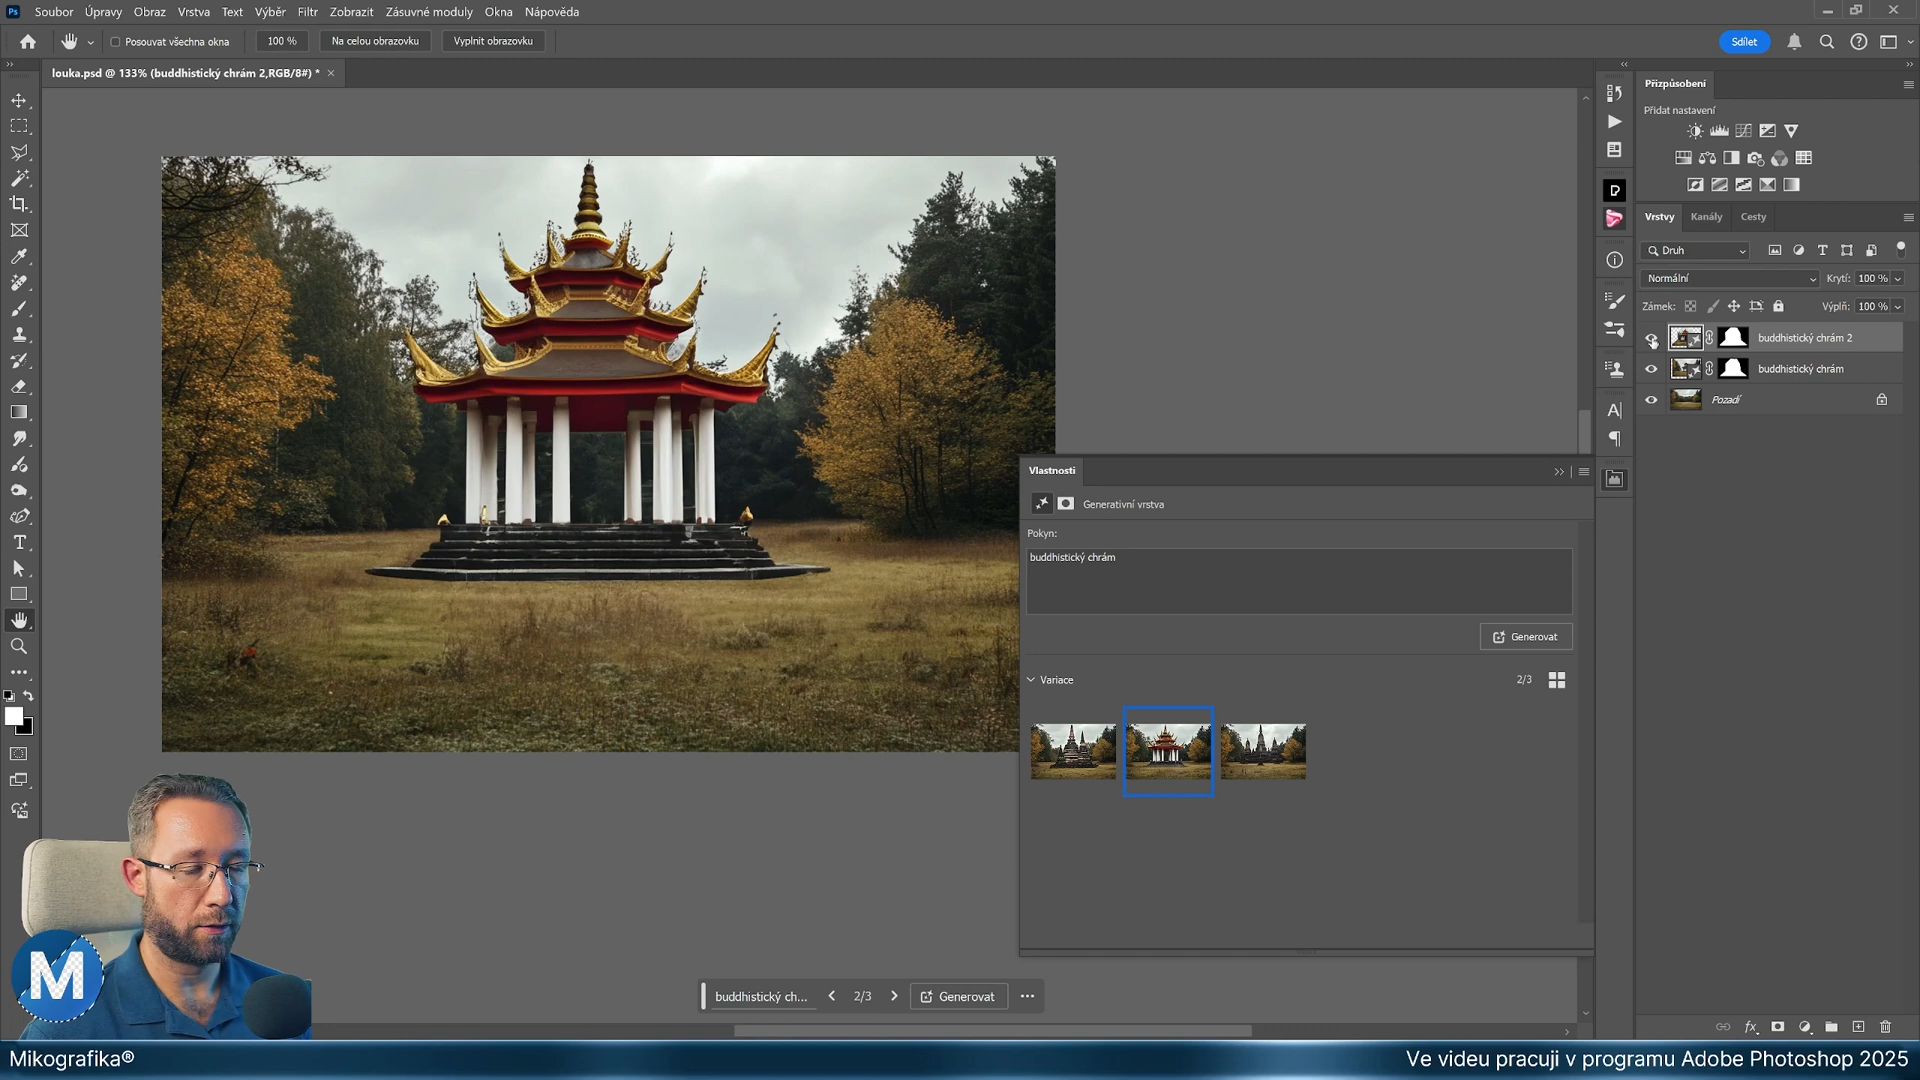 Ps Soubor Úpravy Obraz Vrstva Text Výběr Filtr Zobrazit Zásuvné moduly Okna Nápověda
Posouvat všechna okna 100 % Na celou obrazovku Vyplnit obrazovku Sdílet
louka.psd @ 133% (buddhistický chrám 2,RGB/8#) *
Přizpůsobení
Přidat nastavení
Vrstvy Kanály Cesty
Druh
Normální Krytí: 100 %
Zámek: Výplň: 100 %
buddhistický chrám 2
buddhistický chrám
Pozadí
Vlastnosti
Generativní vrstva
Pokyn:
buddhistický chrám
Generovat
Variace 2/3
buddhistický ch... 2/3 Generovat
M
Mikografika®
Ve videu pracuji v programu Adobe Photoshop 2025